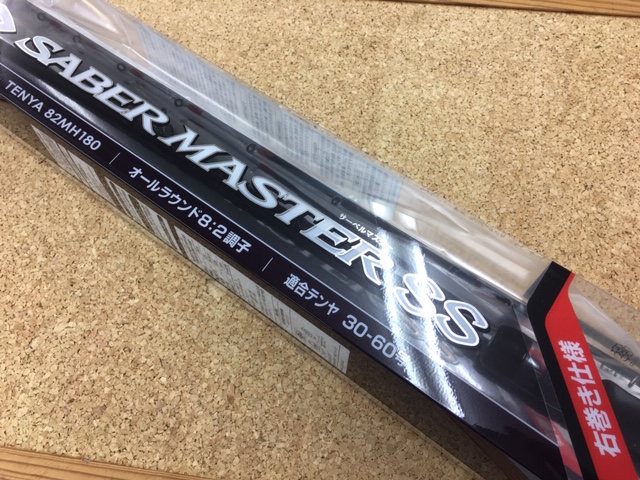 SABER MASTER SS
サーベルマス
TENYA 82MH180
オールラウンド8:2調子
適合テンヤ 30-60号
右巻き仕様